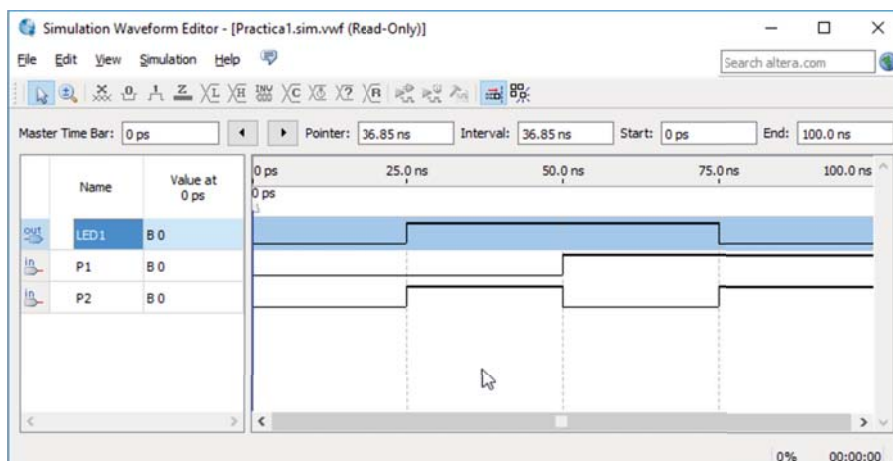 Simulation Waveform Editor - [Practica1.sim.vwf (Read-Only)]
File Edit View Simulation Help
Search altera.com
Master Time Bar: 0 ps Pointer: 36.85 ns Interval: 36.85 ns Start: 0 ps End: 100.0 ns
Name Value at 0 ps
0 ps 25.0 ns 50.0 ns 75.0 ns 100.0 ns
0 ps
out LED1 B 0
in P1 B 0
in P2 B 0
0% 00:00:00